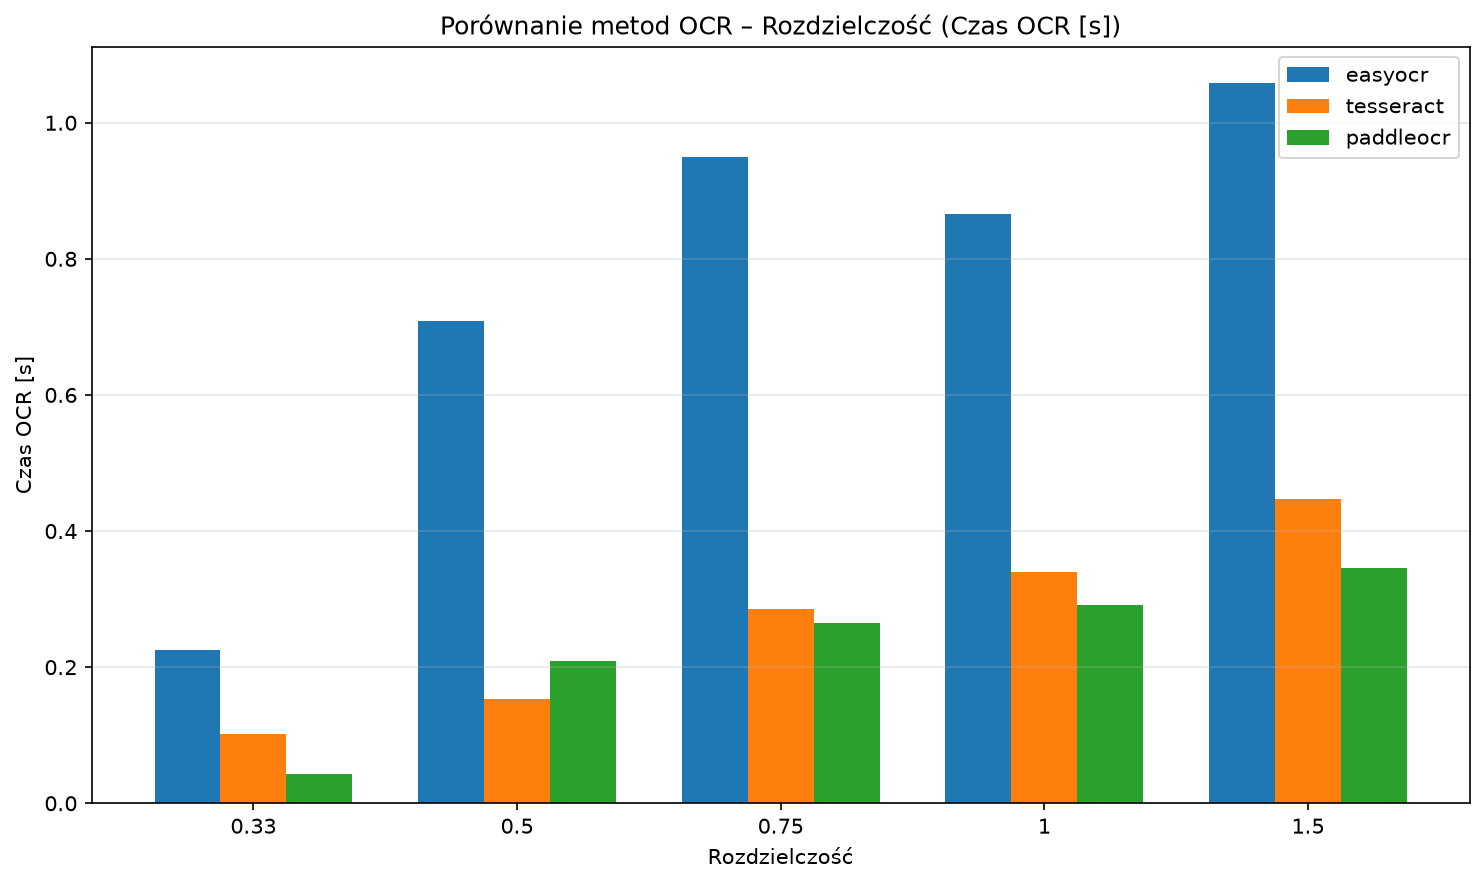 Porównanie metod OCR – Rozdzielczość (Czas OCR [s])
easyocr
tesseract
paddleocr
Czas OCR [s]
1.0
0.8
0.6
0.4
0.2
0.0
0.33 0.5 0.75 1 1.5
Rozdzielczość